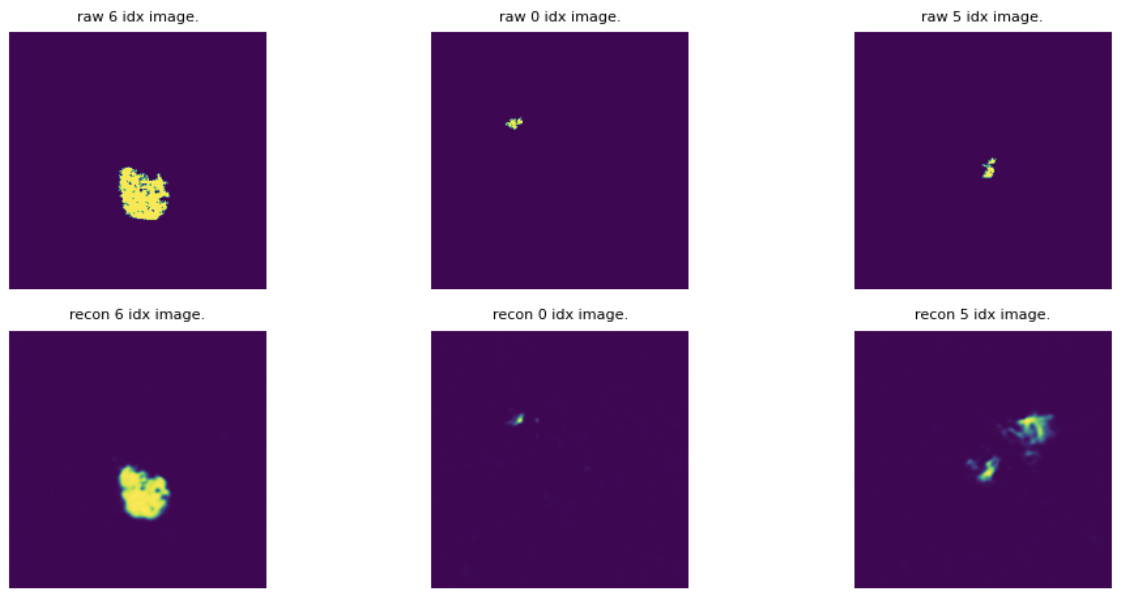 raw 6 idx image.
raw 0 idx image.
raw 5 idx image.
recon 6 idx image.
recon 0 idx image.
recon 5 idx image.